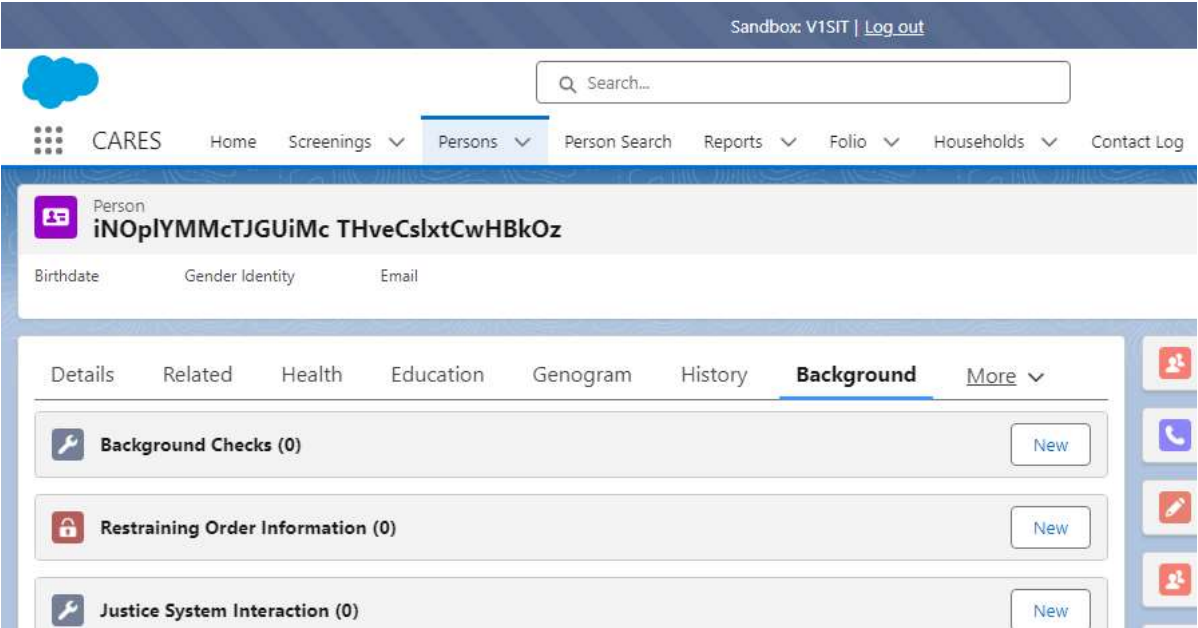 Sandbox: V1SIT | Log out
Search...
CARES Home Screenings Persons Person Search Reports Folio Households Contact Log
Person
iNOplYMMcTJGUiMc THveCslxtCwHBkOz
Birthdate Gender Identity Email
Details Related Health Education Genogram History Background More
Background Checks (0) New
Restraining Order Information (0) New
Justice System Interaction (0) New